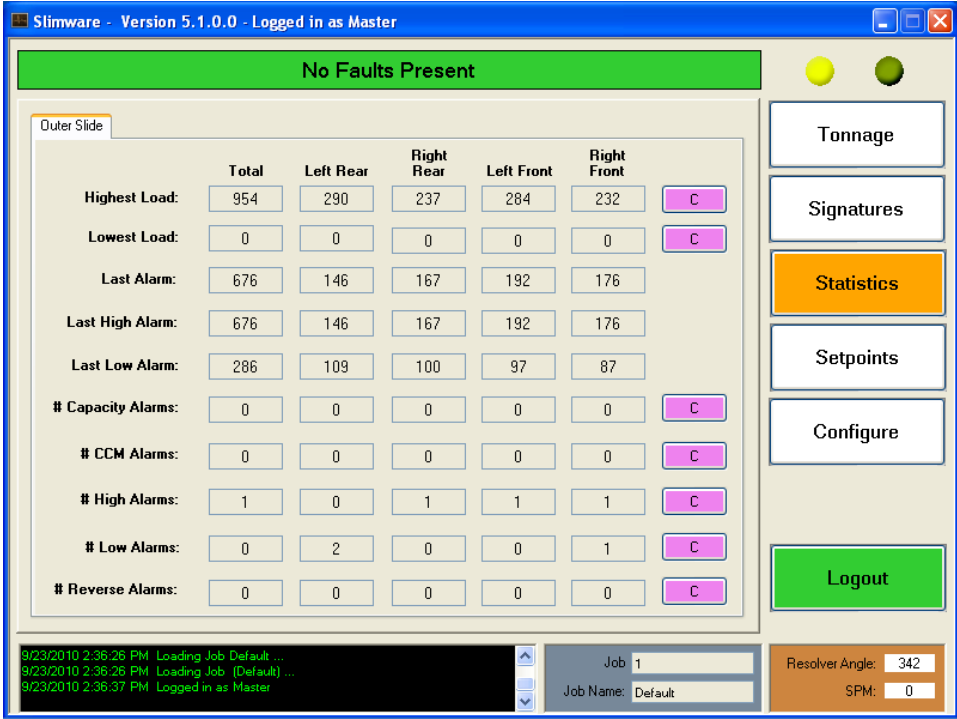 Slimware - Version 5.1.0.0 - Logged in as Master
No Faults Present
Outer Slide
Total Left Rear Right Rear Left Front Right Front
Highest Load: 954 290 237 284 232 C
Lowest Load: 0 0 0 0 0 C
Last Alarm: 676 146 167 192 176
Last High Alarm: 676 146 167 192 176
Last Low Alarm: 286 109 100 97 87
# Capacity Alarms: 0 0 0 0 0 C
# CCM Alarms: 0 0 0 0 0 C
# High Alarms: 1 0 1 1 1 C
# Low Alarms: 0 2 0 0 1 C
# Reverse Alarms: 0 0 0 0 0 C
Tonnage
Signatures
Statistics
Setpoints
Configure
Logout
9/23/2010 2:36:26 PM Loading Job Default ...
9/23/2010 2:36:26 PM Loading Job (Default) ...
9/23/2010 2:36:37 PM Logged in as Master
Job 1
Job Name: Default
Resolver Angle: 342
SPM: 0